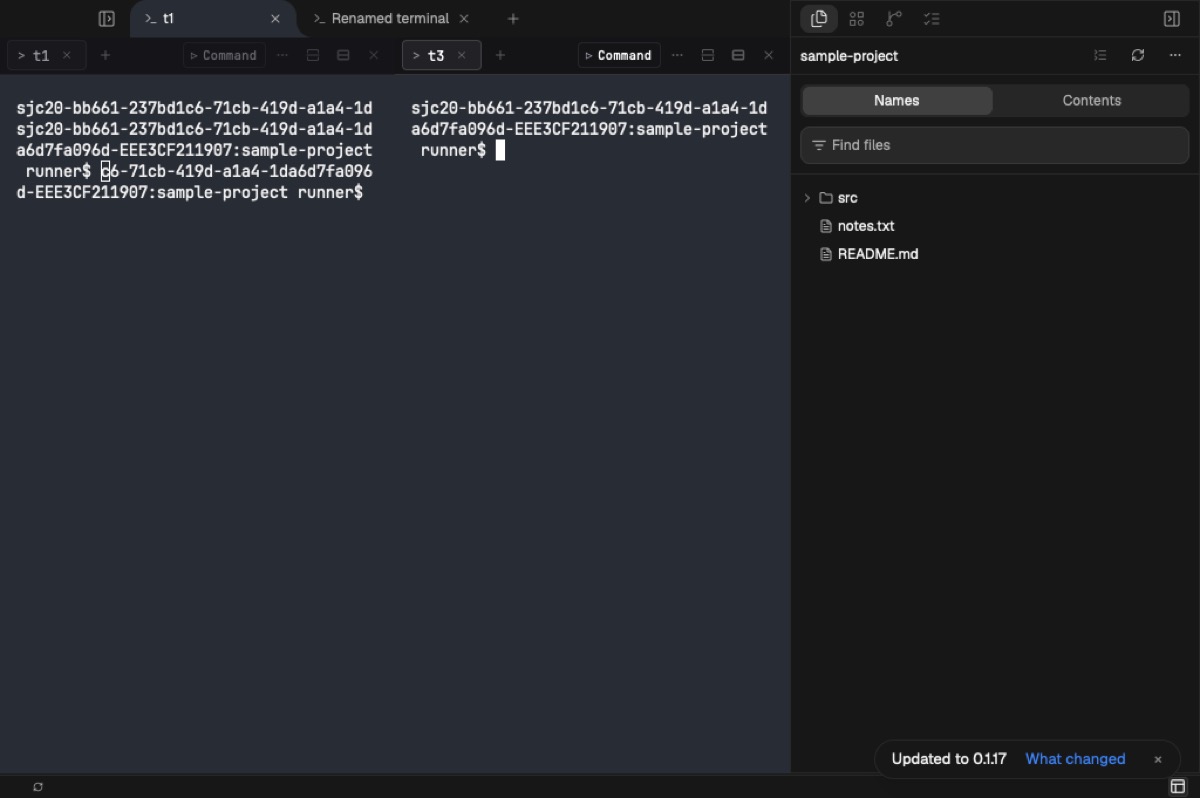 >_ t1 × >_ Renamed terminal × +
> t1 × + ▷ Command ··· ×
> t3 × + ▷ Command ··· ×
sjc20-bb661-237bd1c6-71cb-419d-a1a4-1d
sjc20-bb661-237bd1c6-71cb-419d-a1a4-1d
a6d7fa096d-EEE3CF211907:sample-project
runner$ c6-71cb-419d-a1a4-1da6d7fa096
d-EEE3CF211907:sample-project runner$
sjc20-bb661-237bd1c6-71cb-419d-a1a4-1d
a6d7fa096d-EEE3CF211907:sample-project
runner$
sample-project
Names Contents
Find files
src
notes.txt
README.md
Updated to 0.1.17 What changed ×